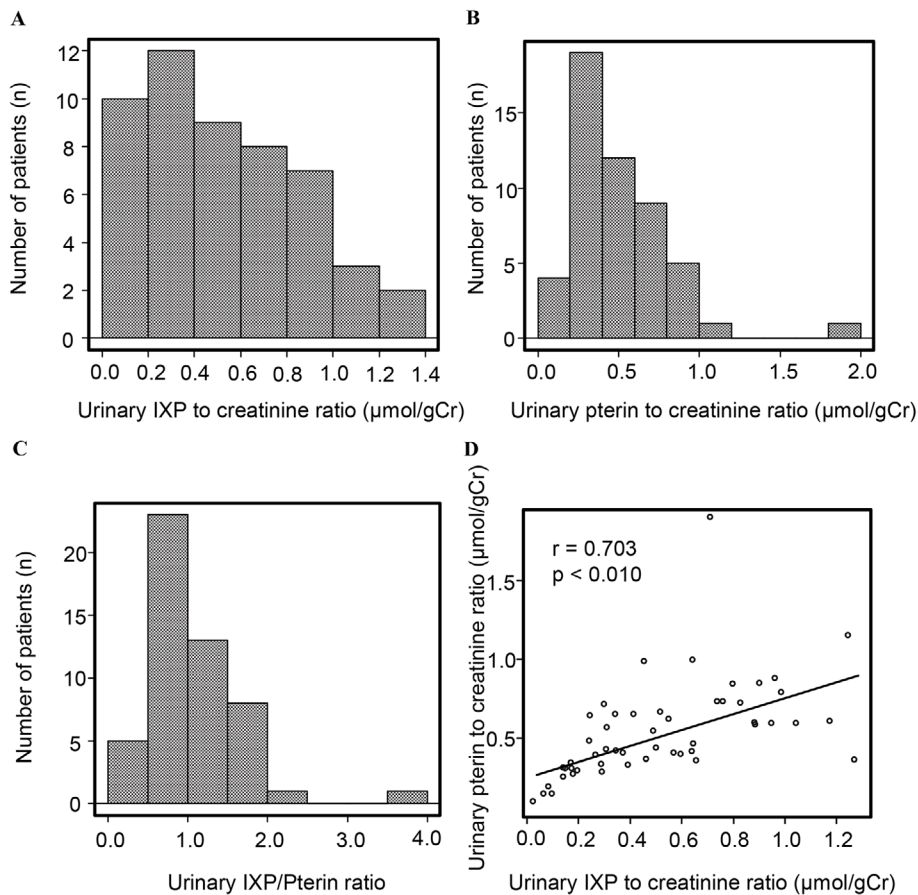 A
Number of patients (n)
12
10
8
6
4
2
0
0.0 0.2 0.4 0.6 0.8 1.0 1.2 1.4
Urinary IXP to creatinine ratio (µmol/gCr)
B
Number of patients (n)
15
10
5
0
0.0 0.5 1.0 1.5 2.0
Urinary pterin to creatinine ratio (µmol/gCr)
C
Number of patients (n)
20
15
10
5
0
0.0 1.0 2.0 3.0 4.0
Urinary IXP/Pterin ratio
D
Urinary pterin to creatinine ratio (µmol/gCr)
r = 0.703
p < 0.010
1.5
1.0
0.5
0.0 0.2 0.4 0.6 0.8 1.0 1.2
Urinary IXP to creatinine ratio (µmol/gCr)